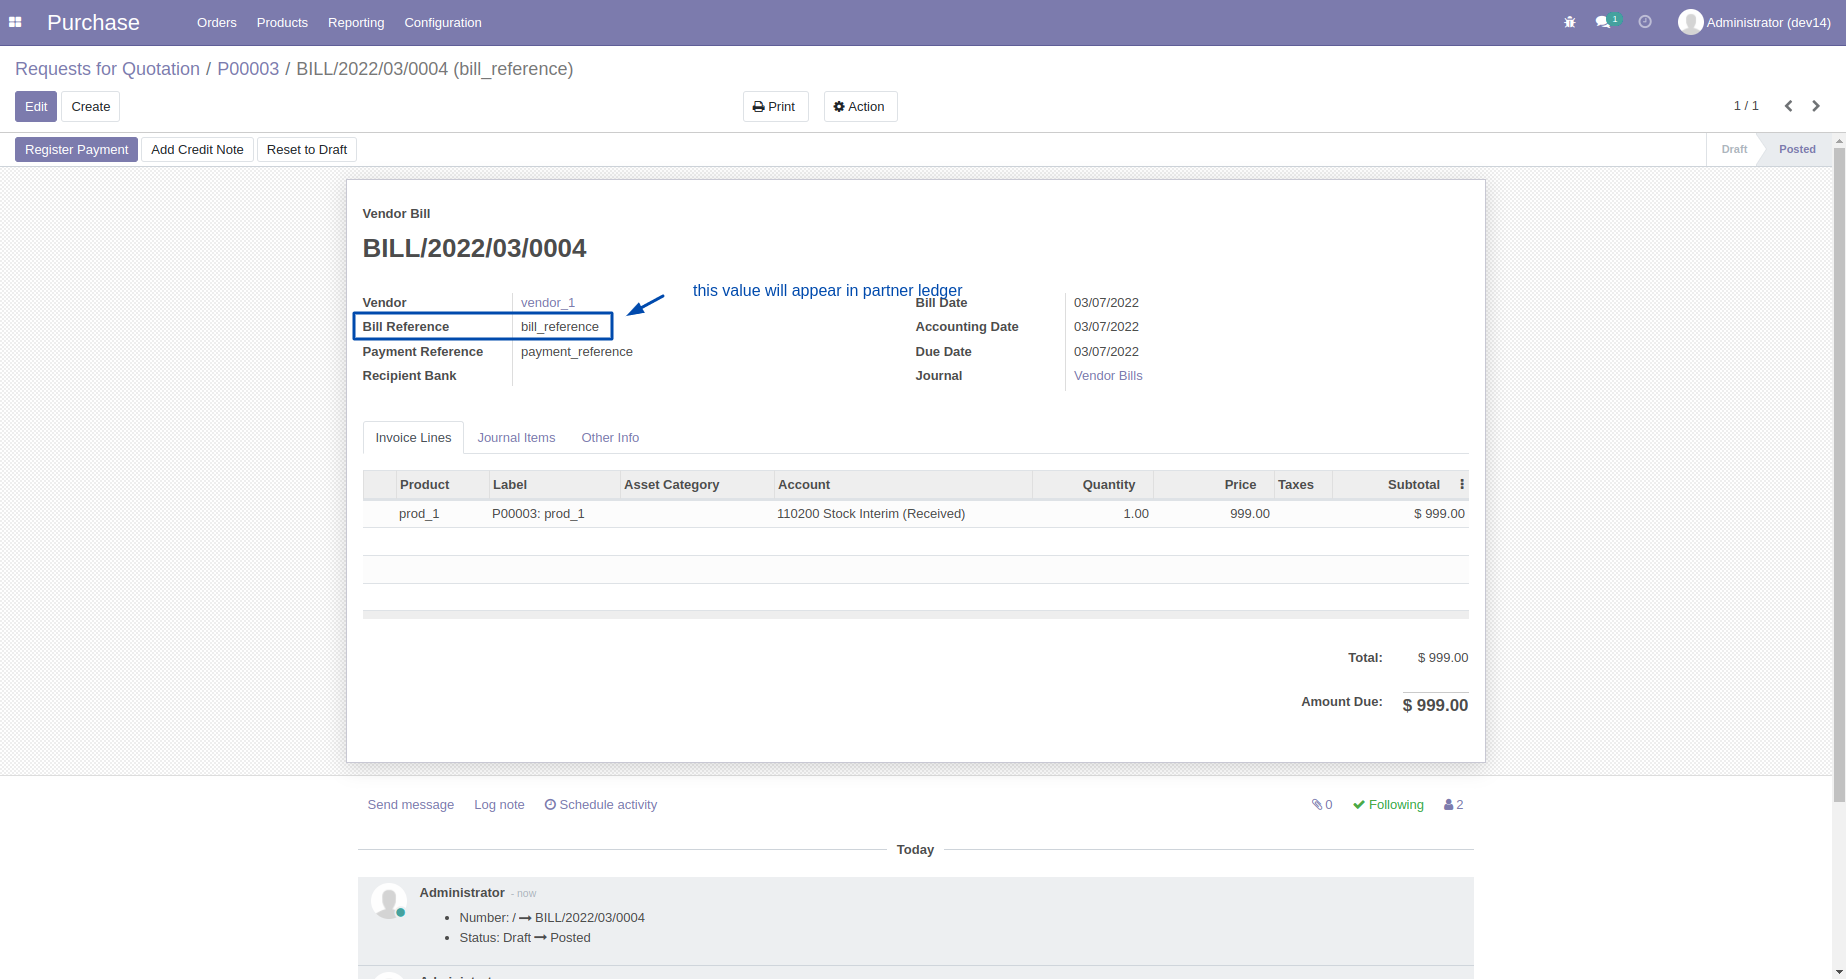 Purchase Orders Products Reporting Configuration 1 Administrator (dev14)
Requests for Quotation / P00003 / BILL/2022/03/0004 (bill_reference)
Edit Create Print Action 1 / 1
Register Payment Add Credit Note Reset to Draft Draft Posted
Vendor Bill
BILL/2022/03/0004
this value will appear in partner ledger
Vendor vendor_1 Bill Date 03/07/2022
Bill Reference bill_reference Accounting Date 03/07/2022
Payment Reference payment_reference Due Date 03/07/2022
Recipient Bank Journal Vendor Bills
Invoice Lines Journal Items Other Info
Product Label Asset Category Account Quantity Price Taxes Subtotal
prod_1 P00003: prod_1 110200 Stock Interim (Received) 1.00 999.00 $ 999.00
Total: $ 999.00
Amount Due: $ 999.00
Send message Log note Schedule activity 0 Following 2
Today
Administrator - now
Number: / → BILL/2022/03/0004
Status: Draft → Posted